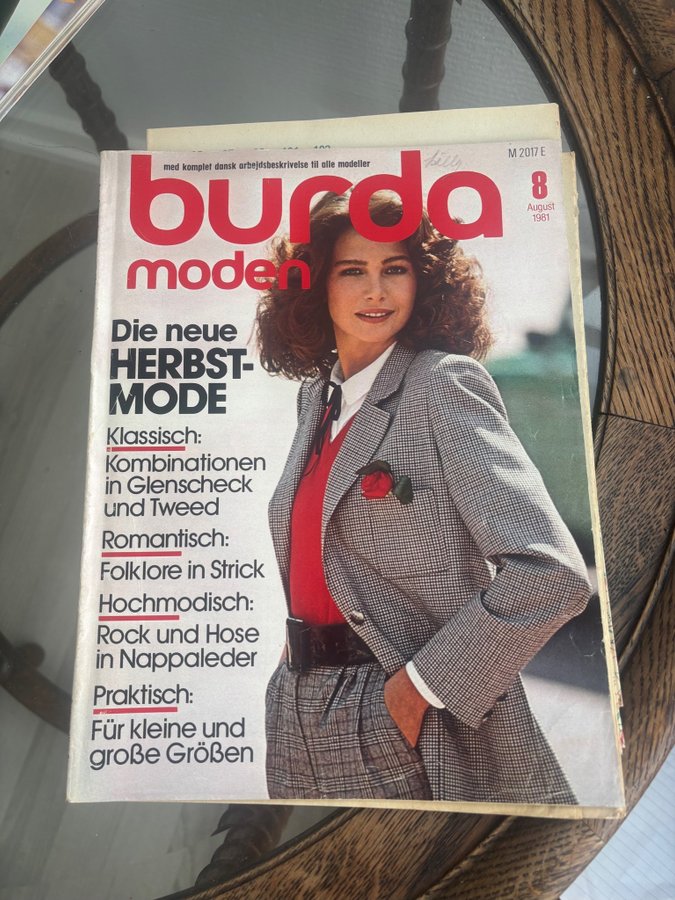 med komplet dansk arbejdsbeskrivelse til alle modeller
M 2017 E
burda
8
August
1981
moden
Die neue
HERBST-
MODE
Klassisch:
Kombinationen
in Glenscheck
und Tweed
Romantisch:
Folklore in Strick
Hochmodisch:
Rock und Hose
in Nappaleder
Praktisch:
Für kleine und
große Größen